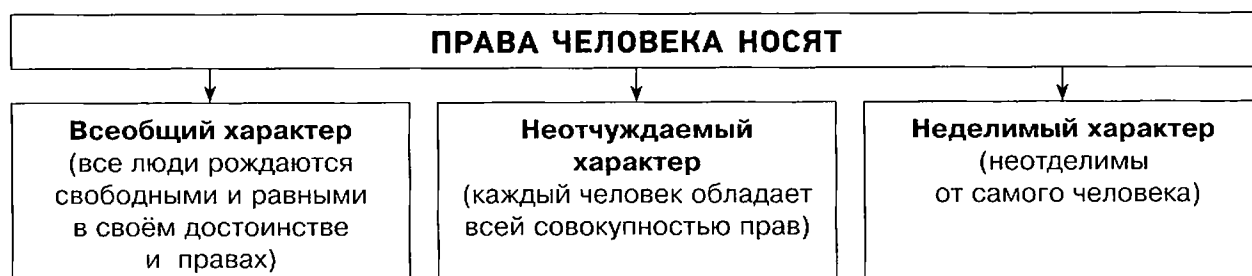 ПРАВА ЧЕЛОВЕКА НОСЯТ
Всеобщий характер
(все люди рождаются
свободными и равными
в своём достоинстве
и правах)
Неотчуждаемый
характер
(каждый человек обладает
всей совокупностью прав)
Неделимый характер
(неотделимы
от самого человека)